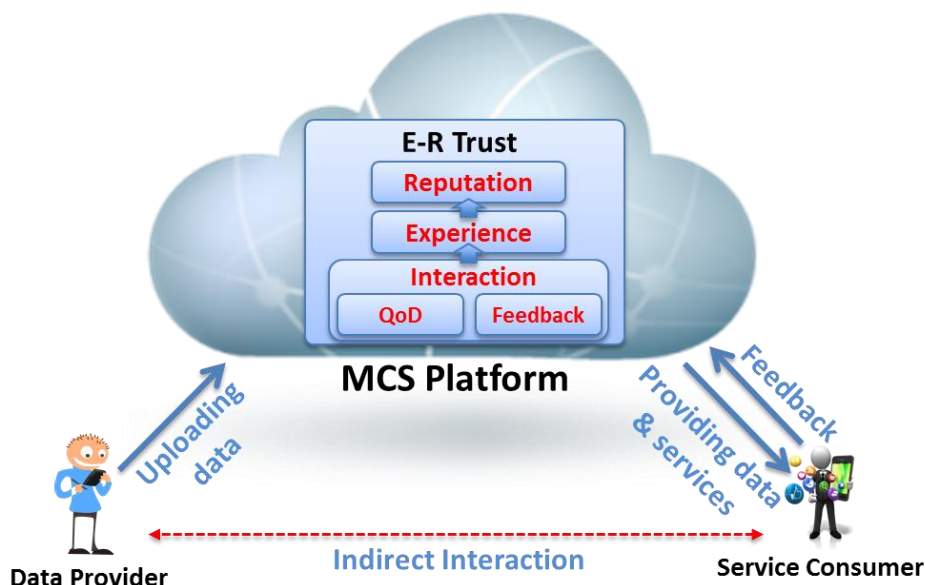 E-R Trust
Reputation
Experience
Interaction
QoD
Feedback
MCS Platform
Uploading
data
Providing data
& services
Feedback
Indirect Interaction
Data Provider
Service Consumer